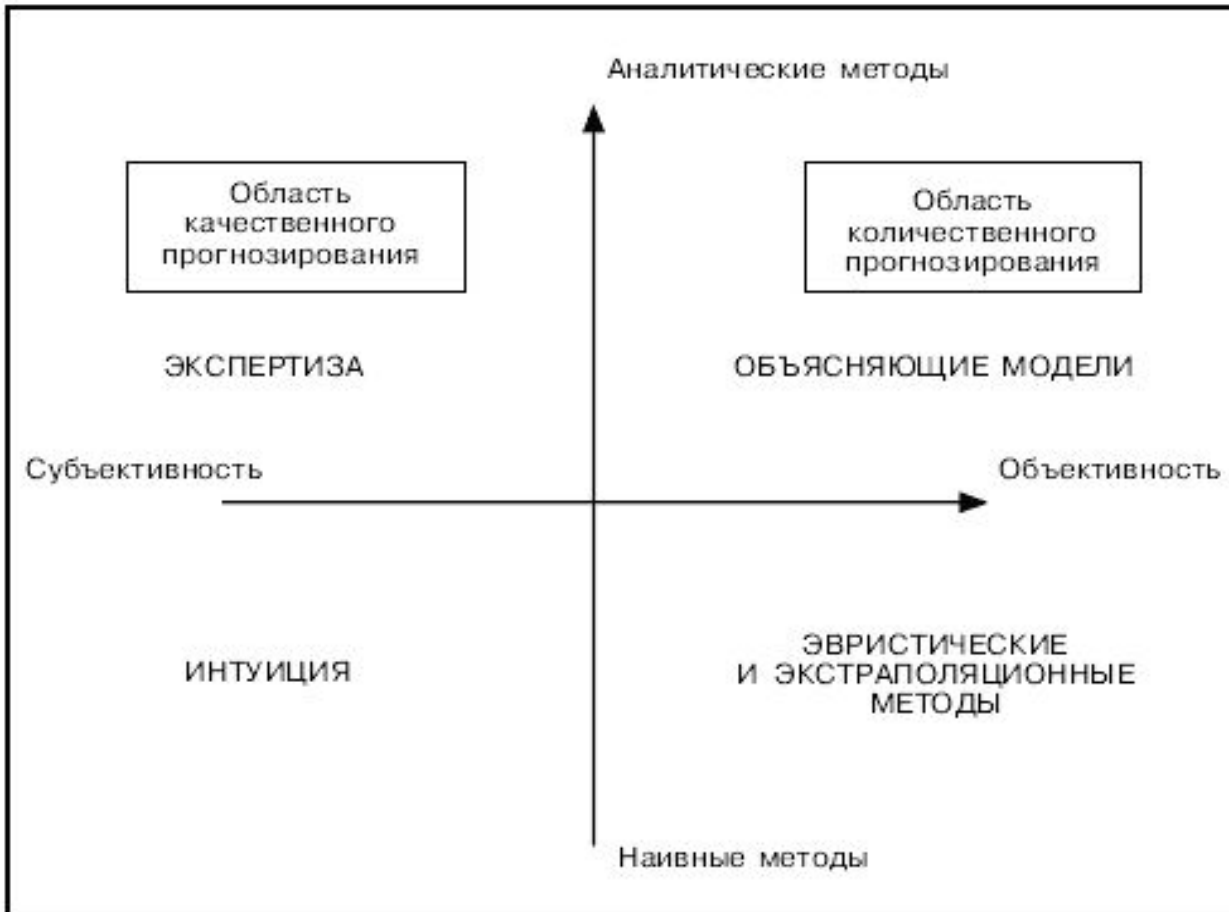 Аналитические методы
Область
качественного
прогнозирования
Область
количественного
прогнозирования
ЭКСПЕРТИЗА
ОБЪЯСНЯЮЩИЕ МОДЕЛИ
Субъективность
Объективность
ИНТУИЦИЯ
ЭВРИСТИЧЕСКИЕ
И ЭКСТРАПОЛЯЦИОННЫЕ
МЕТОДЫ
Наивные методы